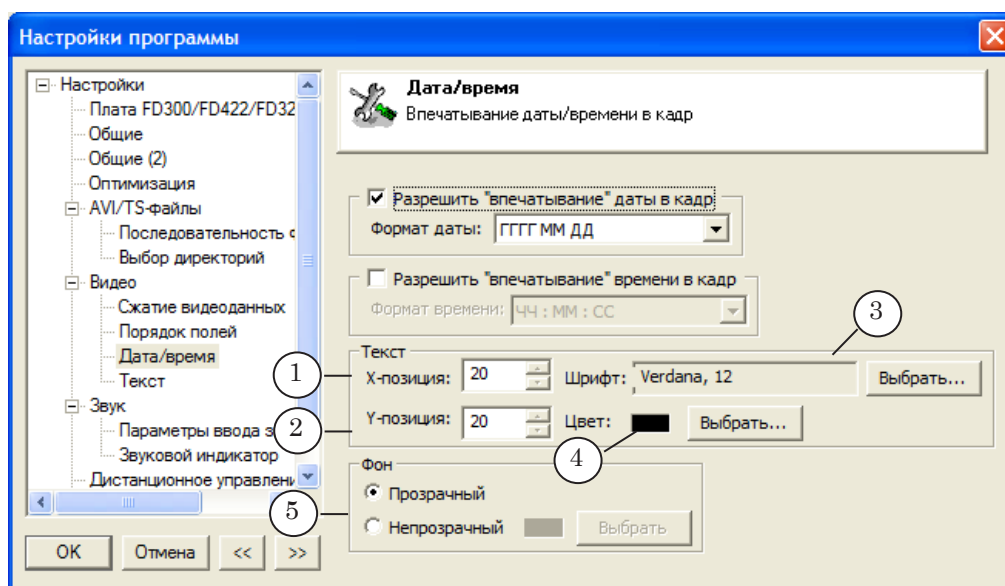 Настройки программы
Настройки
Плата FD300/FD422/FD32
Общие
Общие (2)
Оптимизация
AVI/TS-файлы
Последовательность
Выбор директорий
Видео
Сжатие видеоданных
Порядок полей
Дата/время
Текст
Звук
Параметры ввода з
Звуковой индикатор
Дистанционное управлени
OK Отмена << >>
Дата/время
Впечатывание даты/времени в кадр
Разрешить "впечатывание" даты в кадр
Формат даты: ГГГГ ММ ДД
Разрешить "впечатывание" времени в кадр
Формат времени: ЧЧ : ММ : СС
3
Текст
1 X-позиция: 20 Шрифт: Verdana, 12 Выбрать...
2 Y-позиция: 20 Цвет: Выбрать...
4
Фон
Прозрачный
5
Непрозрачный Выбрать